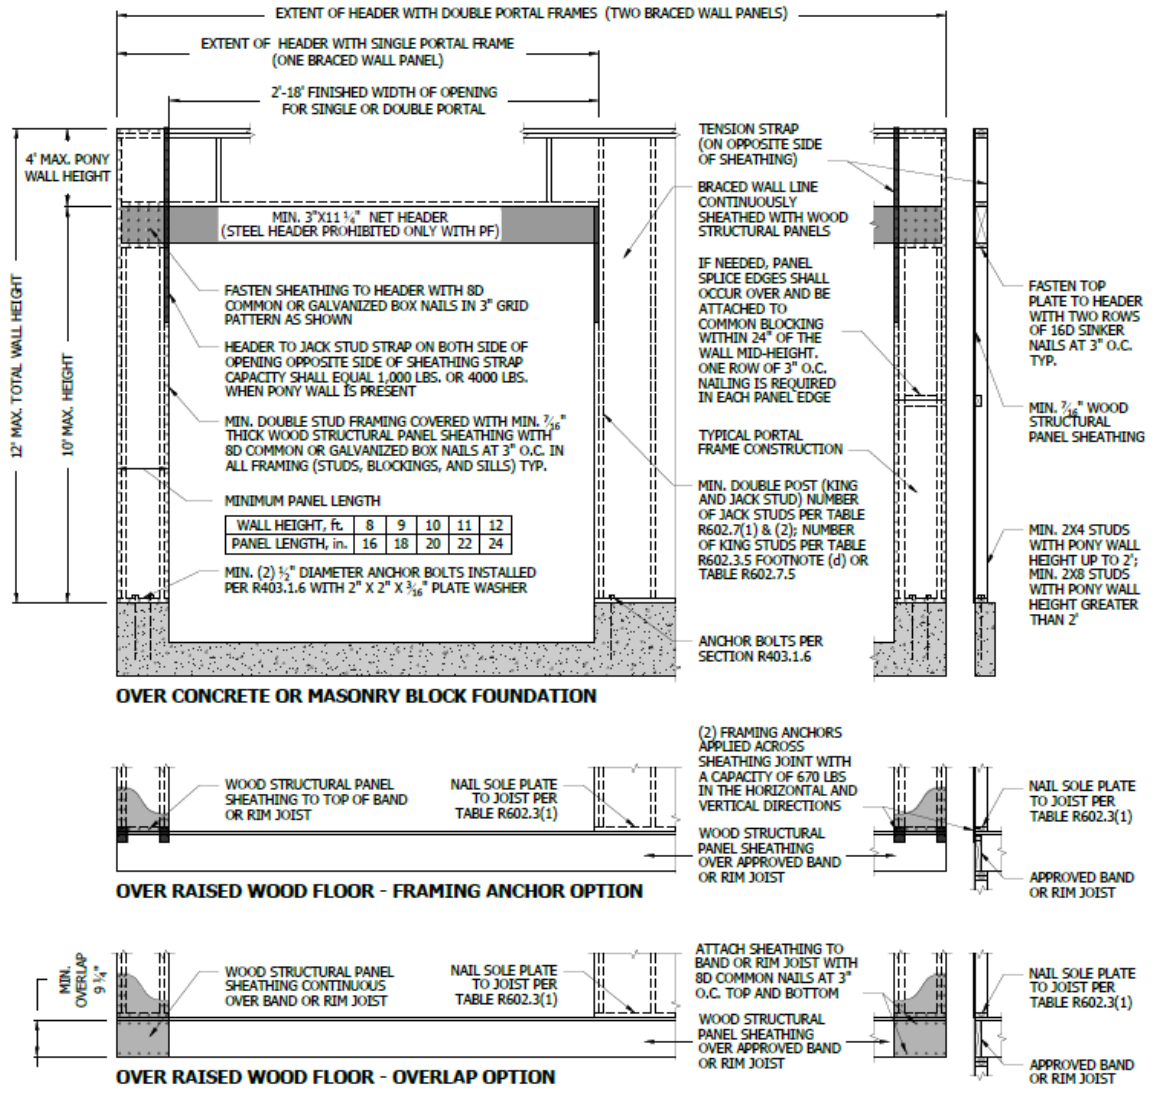 EXTENT OF HEADER WITH DOUBLE PORTAL FRAMES (TWO BRACED WALL PANELS)
EXTENT OF HEADER WITH SINGLE PORTAL FRAME
(ONE BRACED WALL PANEL)
2'-18' FINISHED WIDTH OF OPENING
FOR SINGLE OR DOUBLE PORTAL
4' MAX. PONY
WALL HEIGHT
12' MAX. TOTAL WALL HEIGHT
10' MAX. HEIGHT
MIN. 3"X11 ¼" NET HEADER
(STEEL HEADER PROHIBITED ONLY WITH PF)
FASTEN SHEATHING TO HEADER WITH 8D
COMMON OR GALVANIZED BOX NAILS IN 3" GRID
PATTERN AS SHOWN
HEADER TO JACK STUD STRAP ON BOTH SIDE OF
OPENING OPPOSITE SIDE OF SHEATHING STRAP
CAPACITY SHALL EQUAL 1,000 LBS. OR 4000 LBS.
WHEN PONY WALL IS PRESENT
MIN. DOUBLE STUD FRAMING COVERED WITH MIN. 7/16"
THICK WOOD STRUCTURAL PANEL SHEATHING WITH
8D COMMON OR GALVANIZED BOX NAILS AT 3" O.C. IN
ALL FRAMING (STUDS, BLOCKINGS, AND SILLS) TYP.
MINIMUM PANEL LENGTH
WALL HEIGHT, ft. 8 9 10 11 12
PANEL LENGTH, in. 16 18 20 22 24
MIN. (2) ½" DIAMETER ANCHOR BOLTS INSTALLED
PER R403.1.6 WITH 2" X 2" X 3/16" PLATE WASHER
TENSION STRAP
(ON OPPOSITE SIDE
OF SHEATHING)
BRACED WALL LINE
CONTINUOUSLY
SHEATHED WITH WOOD
STRUCTURAL PANELS
IF NEEDED, PANEL
SPLICE EDGES SHALL
OCCUR OVER AND BE
ATTACHED TO
COMMON BLOCKING
WITHIN 24" OF THE
WALL MID-HEIGHT.
ONE ROW OF 3" O.C.
NAILING IS REQUIRED
IN EACH PANEL EDGE
TYPICAL PORTAL
FRAME CONSTRUCTION
MIN. DOUBLE POST (KING
AND JACK STUD) NUMBER
OF JACK STUDS PER TABLE
R602.7(1) & (2); NUMBER
OF KING STUDS PER TABLE
R602.3.5 FOOTNOTE (d) OR
TABLE R602.7.5
ANCHOR BOLTS PER
SECTION R403.1.6
FASTEN TOP
PLATE TO HEADER
WITH TWO ROWS
OF 16D SINKER
NAILS AT 3" O.C.
TYP.
MIN. 7/16" WOOD
STRUCTURAL
PANEL SHEATHING
MIN. 2X4 STUDS
WITH PONY WALL
HEIGHT UP TO 2';
MIN. 2X8 STUDS
WITH PONY WALL
HEIGHT GREATER
THAN 2'
OVER CONCRETE OR MASONRY BLOCK FOUNDATION
WOOD STRUCTURAL PANEL
SHEATHING TO TOP OF BAND
OR RIM JOIST
NAIL SOLE PLATE
TO JOIST PER
TABLE R602.3(1)
(2) FRAMING ANCHORS
APPLIED ACROSS
SHEATHING JOINT WITH
A CAPACITY OF 670 LBS
IN THE HORIZONTAL AND
VERTICAL DIRECTIONS
WOOD STRUCTURAL
PANEL SHEATHING
OVER APPROVED BAND
OR RIM JOIST
NAIL SOLE PLATE
TO JOIST PER
TABLE R602.3(1)
APPROVED BAND
OR RIM JOIST
OVER RAISED WOOD FLOOR - FRAMING ANCHOR OPTION
MIN.
OVERLAP
9 ¼"
WOOD STRUCTURAL PANEL
SHEATHING CONTINUOUS
OVER BAND OR RIM JOIST
NAIL SOLE PLATE
TO JOIST PER
TABLE R602.3(1)
ATTACH SHEATHING TO
BAND OR RIM JOIST WITH
8D COMMON NAILS AT 3"
O.C. TOP AND BOTTOM
WOOD STRUCTURAL
PANEL SHEATHING
OVER APPROVED BAND
OR RIM JOIST
NAIL SOLE PLATE
TO JOIST PER
TABLE R602.3(1)
APPROVED BAND
OR RIM JOIST
OVER RAISED WOOD FLOOR - OVERLAP OPTION